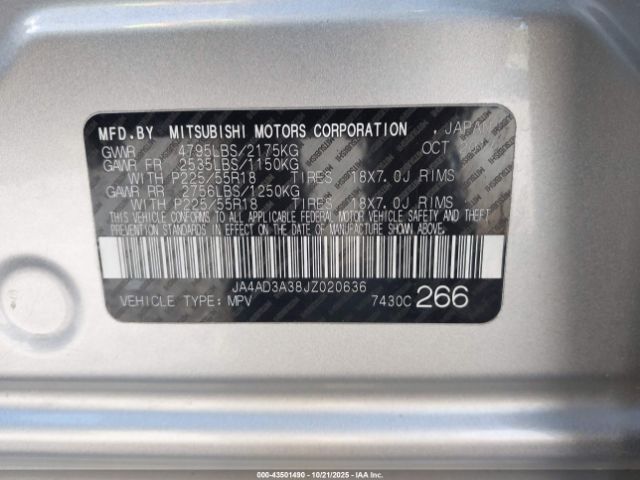 MFD.BY MITSUBISHI MOTORS CORPORATION , JAPAN
GVWR 4795LBS/2175KG OCT
GAWR FR 2535LBS/1150KG
WITH P225/55R18 TIRES 18X7.0J RIMS
GAWR RR 2756LBS/1250KG
WITH P225/55R18 TIRES 18X7.0J RIMS
THIS VEHICLE CONFORMS TO ALL APPLICABLE FEDERAL MOTOR VEHICLE SAFETY AND THEFT
PREVENTION STANDARDS IN EFFECT ON THE DATE OF MANUFACTURE SHOWN ABOVE.
JA4AD3A38JZ020636
VEHICLE TYPE: MPV 7430C 266
000-43501490 - 10/21/2025 - IAAI.COM